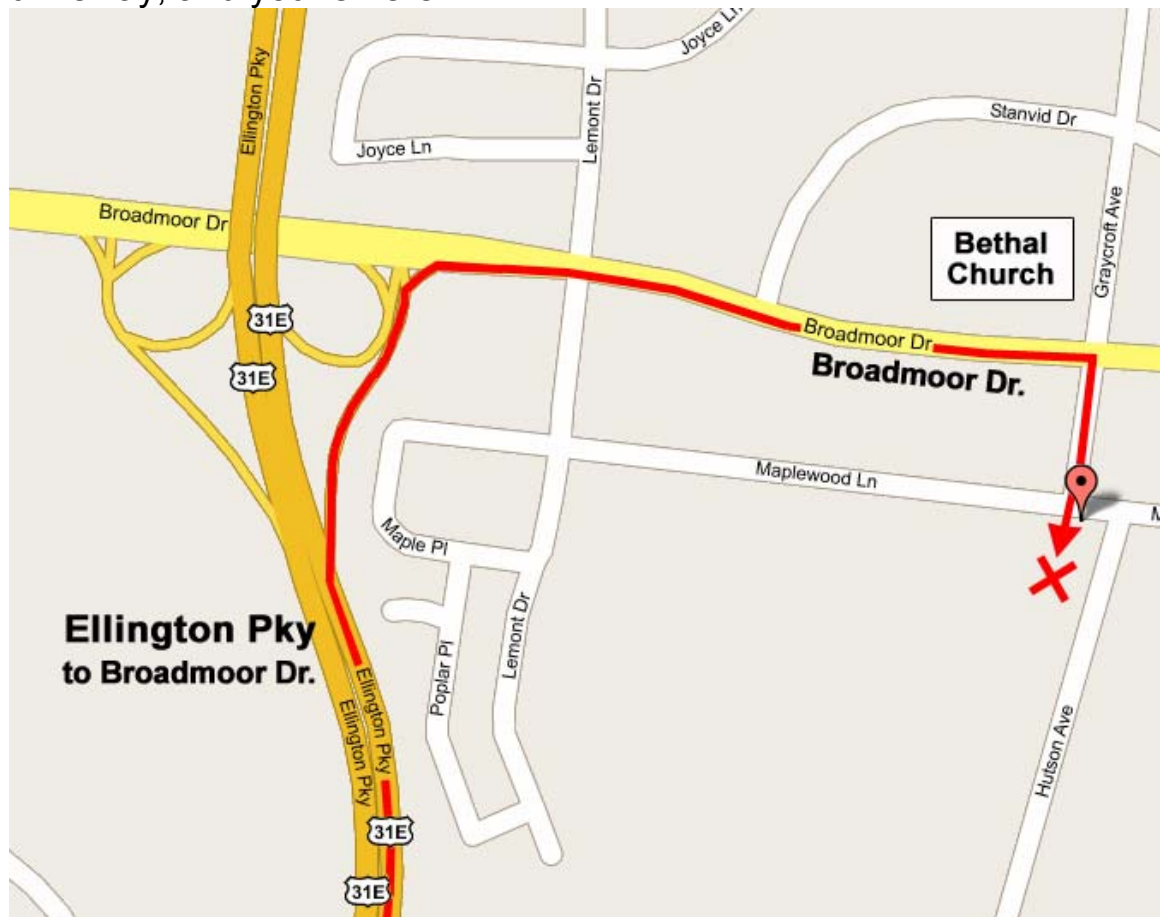 Ellington Pky
Joyce Ln
Lemont Dr
Joyce Ln
Stanvid Dr
Graycroft Ave
Broadmoor Dr
Bethal
Church
31E
31E
Broadmoor Dr
Broadmoor Dr.
Maplewood Ln
M
Maple Pl
Ellington Pky
to Broadmoor Dr.
Poplar Pl
Lemont Dr
Ellington Pky
Ellington Pky
Hutson Ave
31E
31E